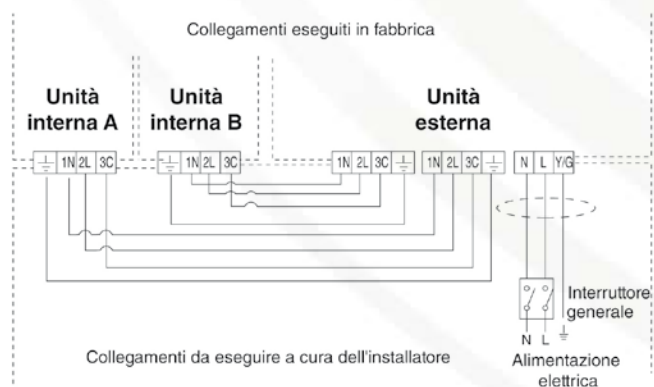 Collegamenti eseguiti in fabbrica
Unità
interna A
Unità
interna B
Unità
esterna
1N 2L 3C
1N 2L 3C
1N 2L 3C
1N 2L 3C
N L Y/G
Interruttore
generale
N L
Collegamenti da eseguire a cura dell'installatore
Alimentazione
elettrica